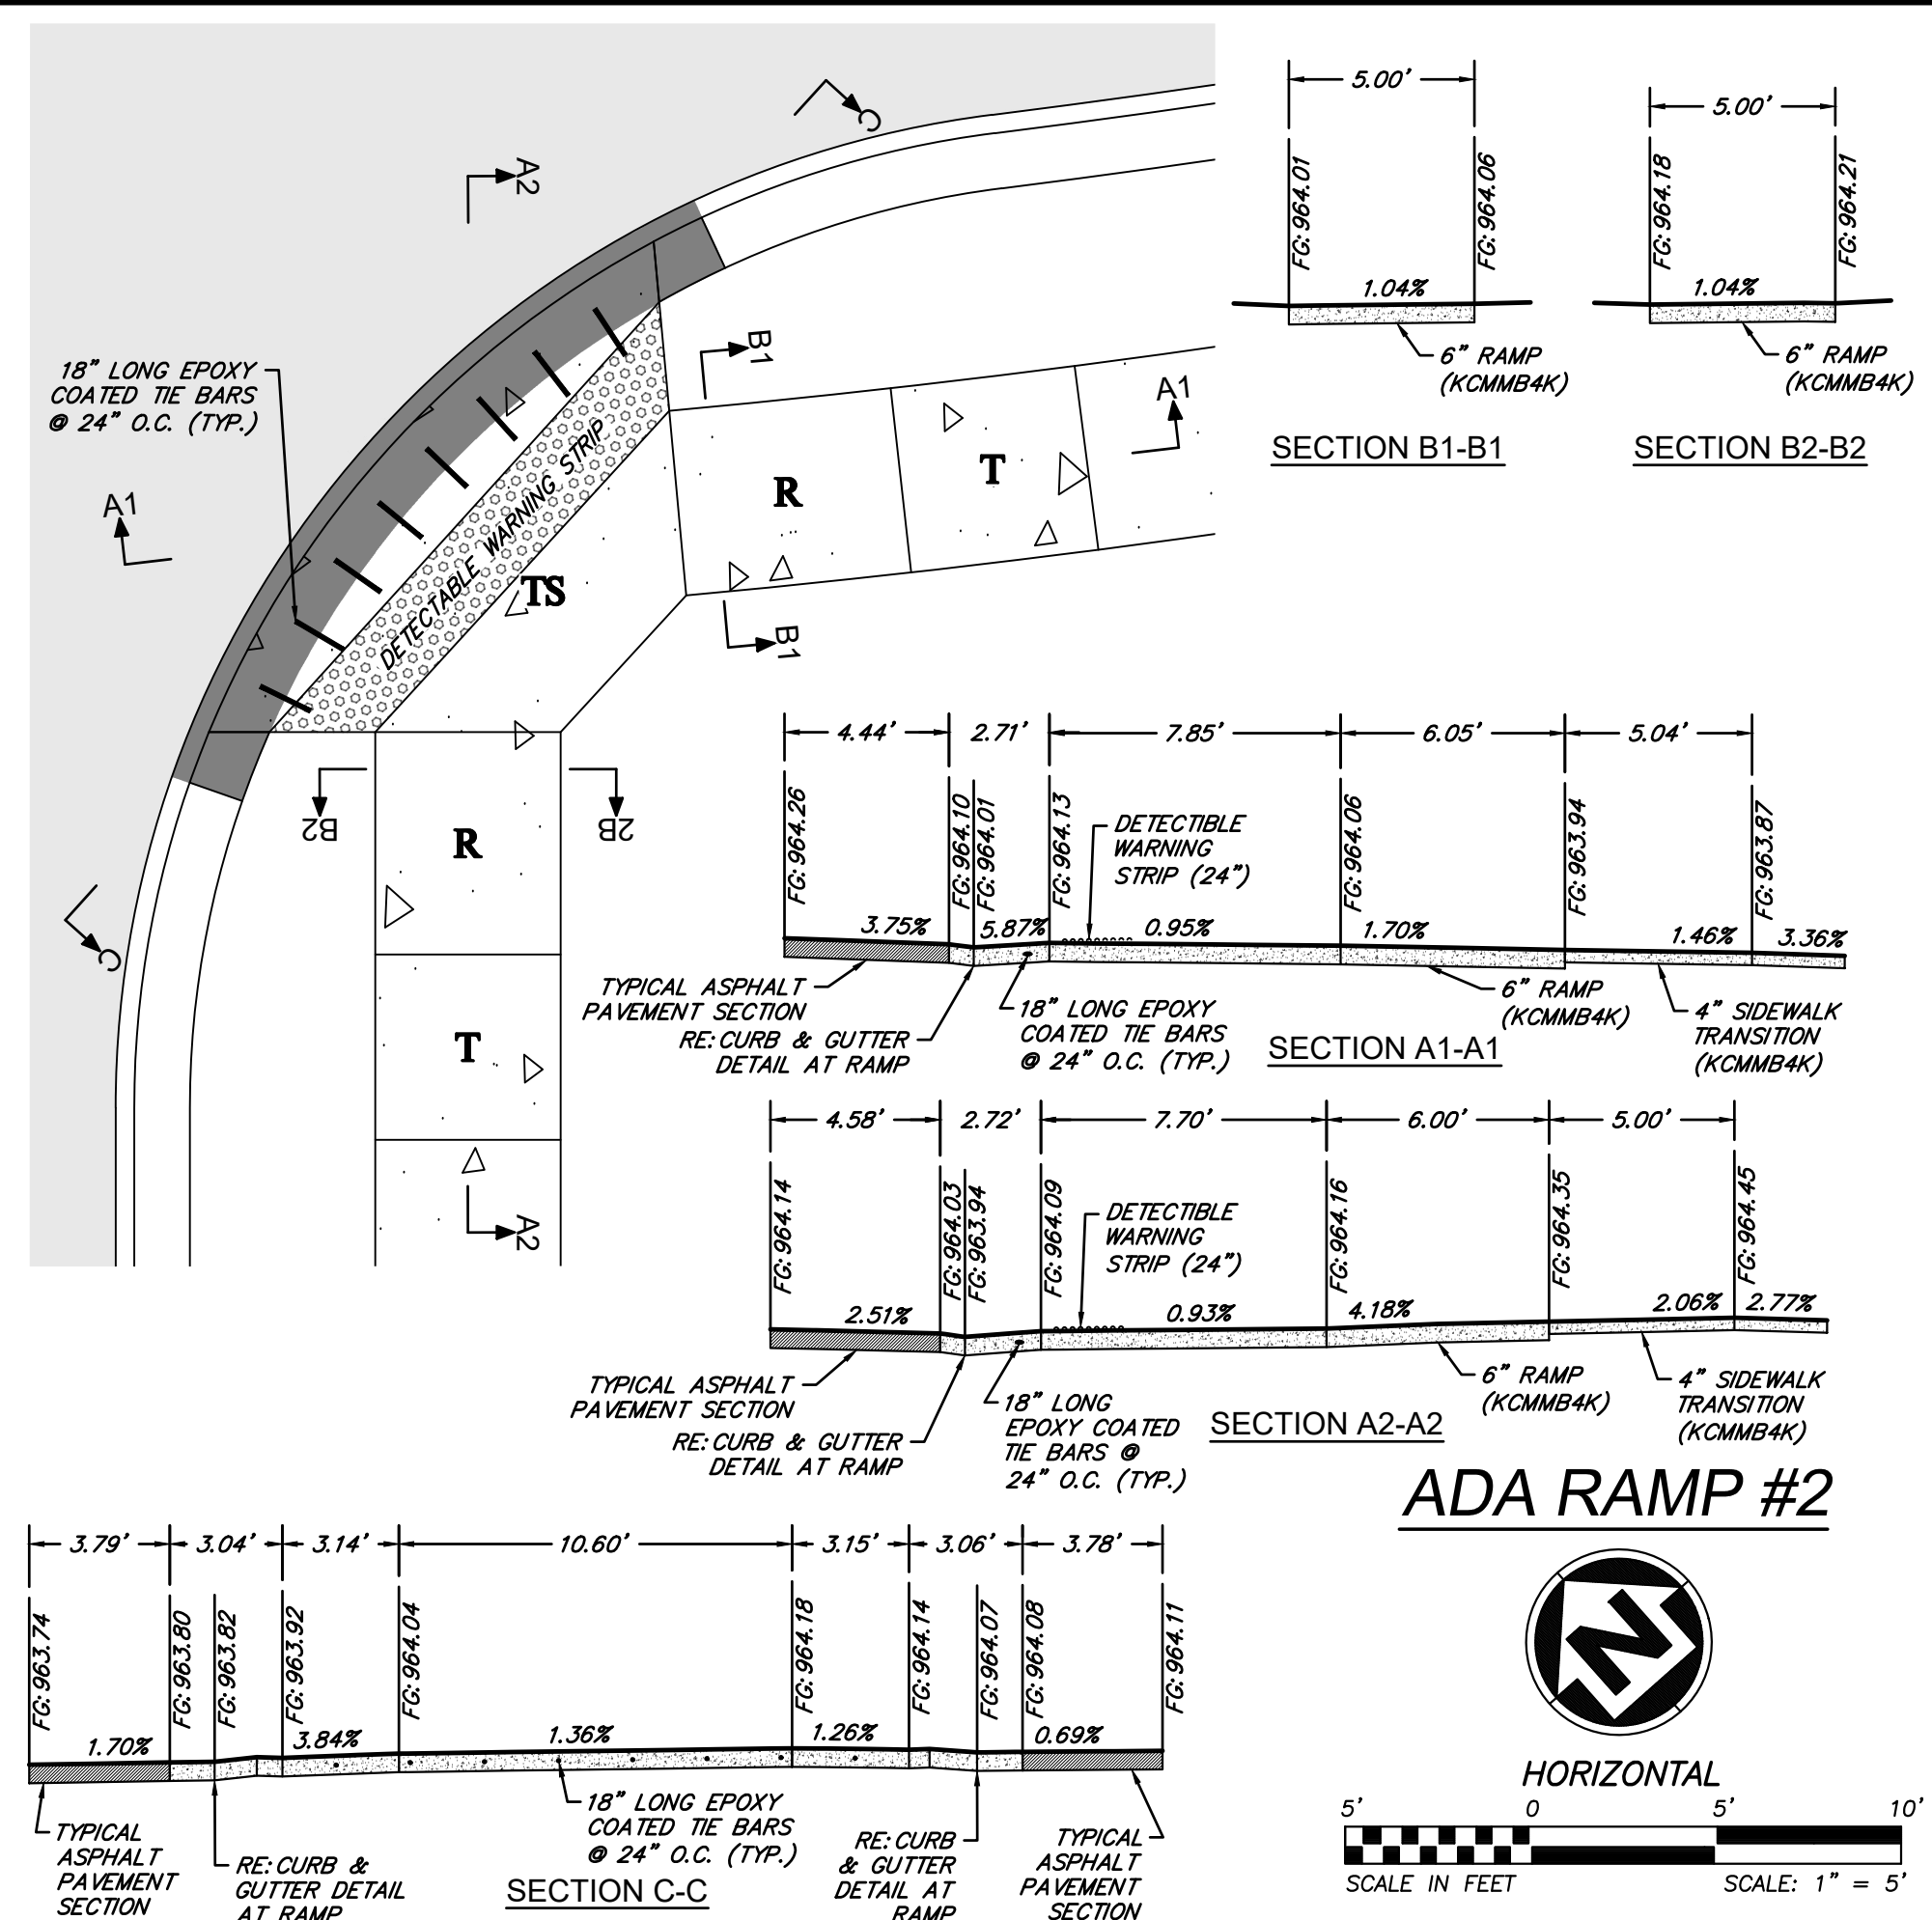 C
A2
18" LONG EPOXY
COATED TIE BARS
@ 24" O.C. (TYP.)
A1
DETECTABLE WARNING STRIP
TS
B1
A1
R
T
B1
B2
2B
R
C
T
A2
5.00'
FG: 964.01
FG: 964.06
1.04%
6" RAMP
(KCMMB4K)
SECTION B1-B1
5.00'
FG: 964.18
FG: 964.21
1.04%
6" RAMP
(KCMMB4K)
SECTION B2-B2
4.44' 2.71' 7.85' 6.05' 5.04'
FG: 964.26
FG: 964.10
FG: 964.01
FG: 964.13
FG: 964.06
FG: 963.94
FG: 963.87
DETECTIBLE
WARNING
STRIP (24")
3.75% 5.87% 0.95% 1.70% 1.46% 3.36%
TYPICAL ASPHALT
PAVEMENT SECTION
RE: CURB & GUTTER
DETAIL AT RAMP
18" LONG EPOXY
COATED TIE BARS
@ 24" O.C. (TYP.)
6" RAMP
(KCMMB4K)
4" SIDEWALK
TRANSITION
(KCMMB4K)
SECTION A1-A1
4.58' 2.72' 7.70' 6.00' 5.00'
FG: 964.14
FG: 964.03
FG: 963.94
FG: 964.09
FG: 964.16
FG: 964.35
FG: 964.45
DETECTIBLE
WARNING
STRIP (24")
2.51% 0.93% 4.18% 2.06% 2.77%
TYPICAL ASPHALT
PAVEMENT SECTION
RE: CURB & GUTTER
DETAIL AT RAMP
18" LONG
EPOXY COATED
TIE BARS @
24" O.C. (TYP.)
6" RAMP
(KCMMB4K)
4" SIDEWALK
TRANSITION
(KCMMB4K)
SECTION A2-A2
ADA RAMP #2
3.79' 3.04' 3.14' 10.60' 3.15' 3.06' 3.78'
FG: 963.74
FG: 963.80
FG: 963.82
FG: 963.92
FG: 964.04
FG: 964.18
FG: 964.14
FG: 964.07
FG: 964.08
FG: 964.11
1.70% 3.84% 1.36% 1.26% 0.69%
TYPICAL
ASPHALT
PAVEMENT
SECTION
RE: CURB &
GUTTER DETAIL
AT RAMP
18" LONG EPOXY
COATED TIE BARS
@ 24" O.C. (TYP.)
RE: CURB
& GUTTER
DETAIL AT
RAMP
TYPICAL
ASPHALT
PAVEMENT
SECTION
SECTION C-C
N
HORIZONTAL
5' 0 5' 10'
SCALE IN FEET SCALE: 1" = 5'